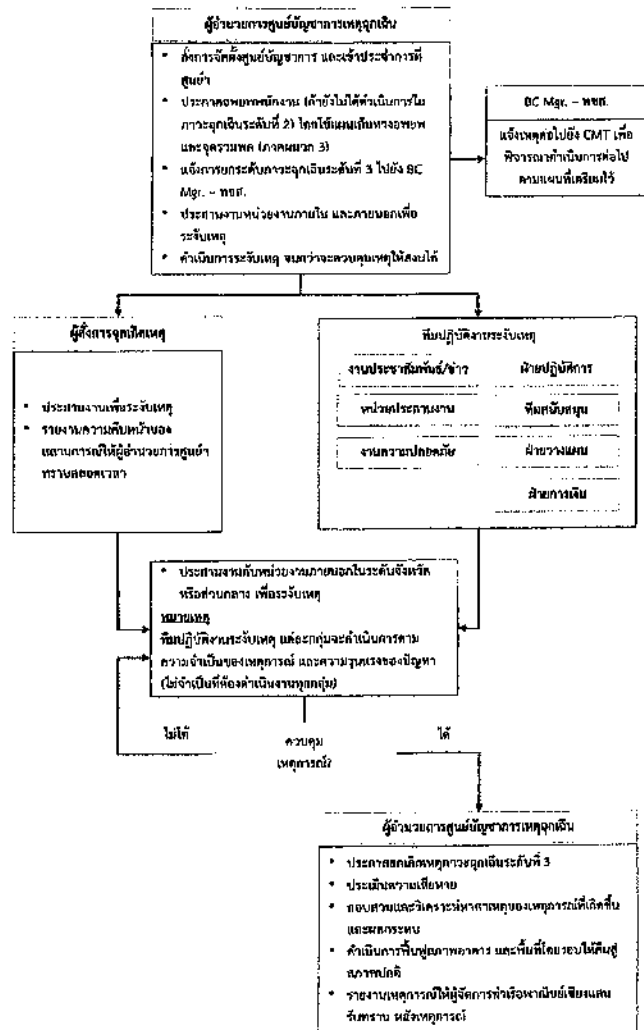 ผู้อำนวยการศูนย์บัญชาการเหตุฉุกเฉิน
• สั่งการจัดตั้งศูนย์บัญชาการ และเข้าประจำการที่
ศูนย์ฯ
• ประกาศอพยพพนักงาน (ถ้ายังไม่ได้ดำเนินการใน
ภาวะฉุกเฉินระดับที่ 2) โดยใช้แผนเส้นทางอพยพ
และจุดรวมพล (ภาคผนวก 3)
• แจ้งการยกระดับภาวะฉุกเฉินระดับที่ 3 ไปยัง BC
Mgr. – ทชส.
• ประสานงานหน่วยงานภายใน และภายนอกเพื่อ
ระงับเหตุ
• ดำเนินการระงับเหตุ จนกว่าจะควบคุมเหตุให้สงบได้
BC Mgr. – ทชส.
แจ้งเหตุต่อไปยัง CMT เพื่อ
พิจารณาดำเนินการต่อไป
ตามแผนที่เตรียมไว้
ผู้สั่งการจุดเกิดเหตุ
• ประสานงานเพื่อระงับเหตุ
• รายงานความคืบหน้าของ
สถานการณ์ให้ผู้อำนวยการศูนย์ฯ
ทราบตลอดเวลา
ทีมปฏิบัติงานระงับเหตุ
งานประชาสัมพันธ์/ข่าว
ฝ่ายปฏิบัติการ
หน่วยประสานงาน
ทีมสนับสนุน
งานความปลอดภัย
ฝ่ายวางแผน
ฝ่ายการเงิน
• ประสานงานกับหน่วยงานภายนอกในระดับจังหวัด
หรือส่วนกลาง เพื่อระงับเหตุ
หมายเหตุ
ทีมปฏิบัติงานระงับเหตุ แต่ละกลุ่มจะดำเนินการตาม
ความจำเป็นของเหตุการณ์ และความรุนแรงของปัญหา
(ไม่จำเป็นที่ต้องดำเนินงานทุกกลุ่ม)
ไม่ได้
ควบคุม
เหตุการณ์?
ได้
ผู้อำนวยการศูนย์บัญชาการเหตุฉุกเฉิน
• ประกาศยกเลิกเหตุภาวะฉุกเฉินระดับที่ 3
• ประเมินความเสียหาย
• สอบสวนและวิเคราะห์หาสาเหตุของเหตุการณ์ที่เกิดขึ้น
และผลกระทบ
• ดำเนินการฟื้นฟูสภาพอาคาร และพื้นที่โดยรอบให้คืนสู่
สภาพปกติ
• รายงานเหตุการณ์ให้ผู้จัดการท่าเรือพาณิชย์เชียงแสน
รับทราบ หลังเหตุการณ์